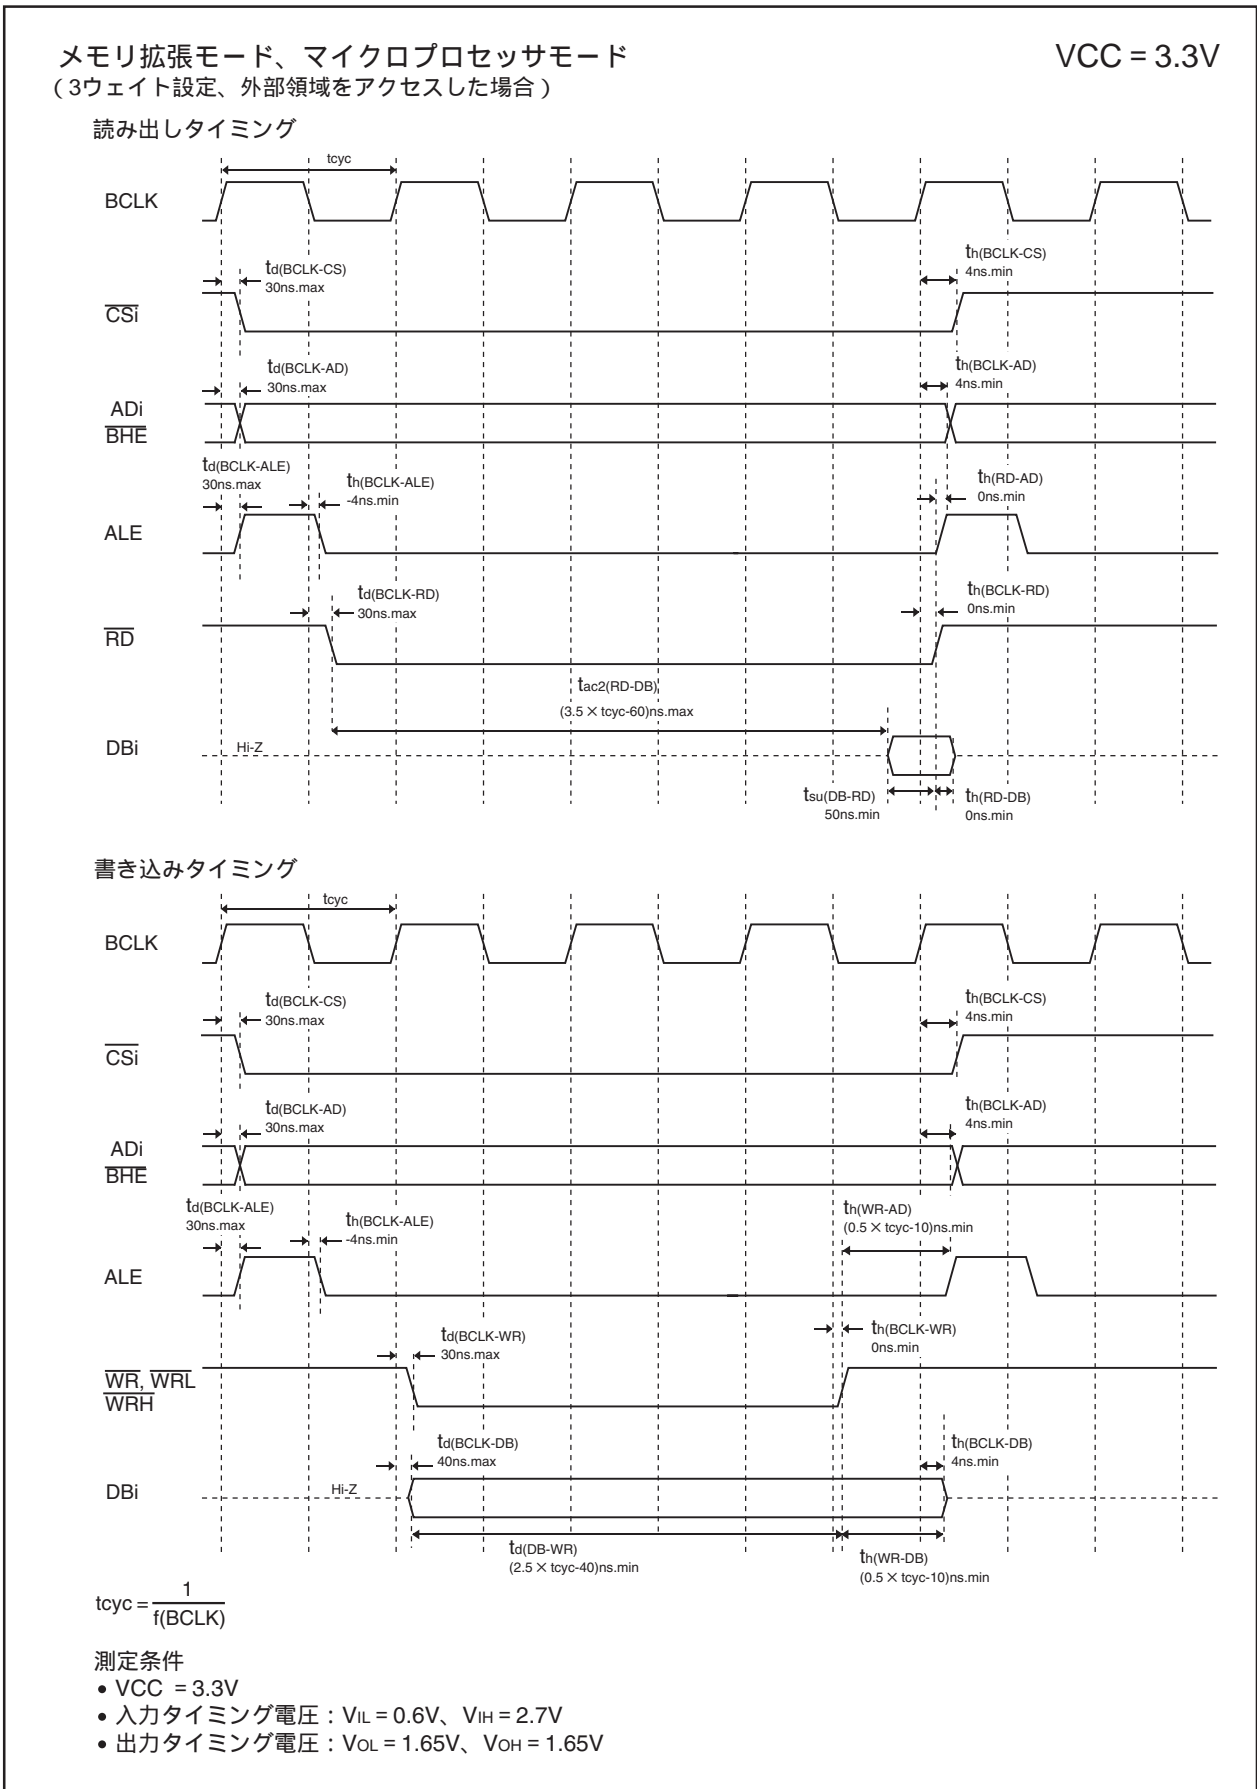 メモリ拡張モード、マイクロプロセッサモード
VCC = 3.3V
（3ウェイト設定、外部領域をアクセスした場合）
読み出しタイミング
tcyc
BCLK
td(BCLK-CS)
30ns.max
th(BCLK-CS)
4ns.min
CSi
td(BCLK-AD)
30ns.max
th(BCLK-AD)
4ns.min
ADi
BHE
td(BCLK-ALE)
30ns.max
th(BCLK-ALE)
-4ns.min
th(RD-AD)
0ns.min
ALE
td(BCLK-RD)
30ns.max
th(BCLK-RD)
0ns.min
RD
tac2(RD-DB)
(3.5×tcyc-60)ns.max
DBi
Hi-Z
tsu(DB-RD)
50ns.min
th(RD-DB)
0ns.min
書き込みタイミング
tcyc
BCLK
td(BCLK-CS)
30ns.max
th(BCLK-CS)
4ns.min
CSi
td(BCLK-AD)
30ns.max
th(BCLK-AD)
4ns.min
ADi
BHE
td(BCLK-ALE)
30ns.max
th(BCLK-ALE)
-4ns.min
th(WR-AD)
(0.5×tcyc-10)ns.min
ALE
td(BCLK-WR)
30ns.max
th(BCLK-WR)
0ns.min
WR, WRL
WRH
td(BCLK-DB)
40ns.max
th(BCLK-DB)
4ns.min
DBi
Hi-Z
td(DB-WR)
(2.5×tcyc-40)ns.min
th(WR-DB)
(0.5×tcyc-10)ns.min
tcyc = 1
f(BCLK)
測定条件
• VCC = 3.3V
• 入力タイミング電圧：VIL = 0.6V、VIH = 2.7V
• 出力タイミング電圧：VOL = 1.65V、VOH = 1.65V